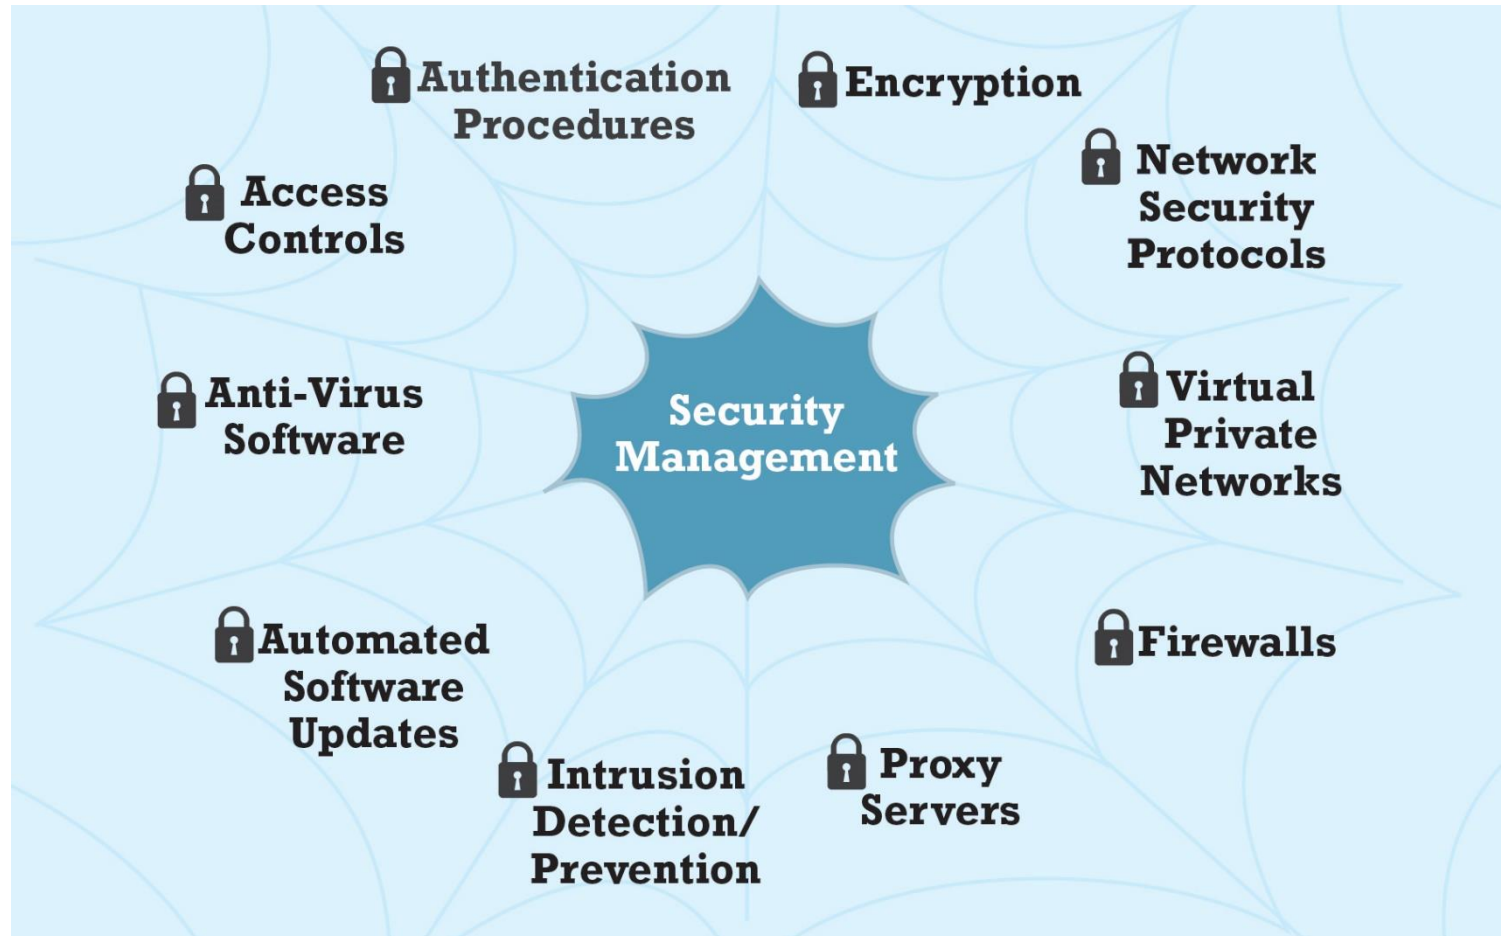 Authentication
Procedures
Encryption
Network
Security
Protocols
Access
Controls
Virtual
Private
Networks
Anti-Virus
Software
Security
Management
Firewalls
Automated
Software
Updates
Intrusion
Detection/
Prevention
Proxy
Servers